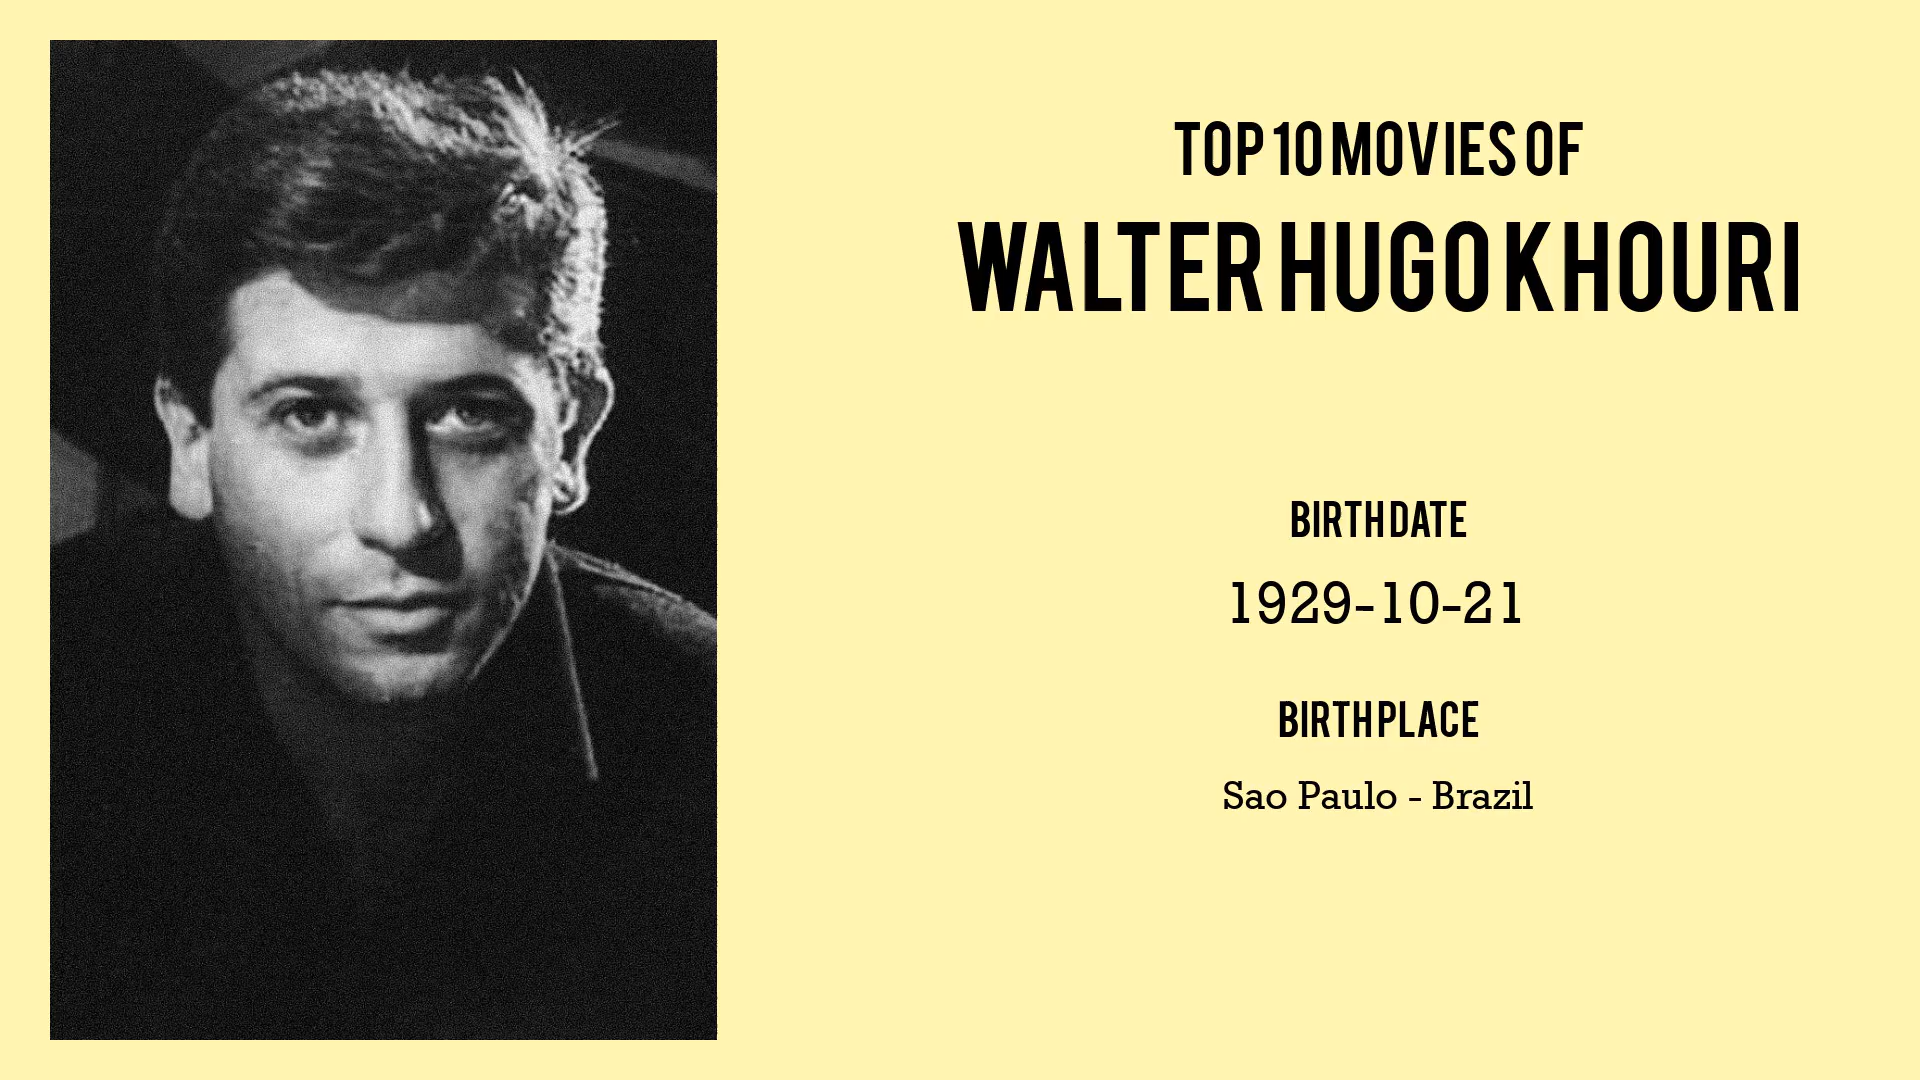 TOP 10 MOVIES OF
WALTER HUGO KHOURI
BIRTHDATE
1929-10-21
BIRTHPLACE
Sao Paulo - Brazil